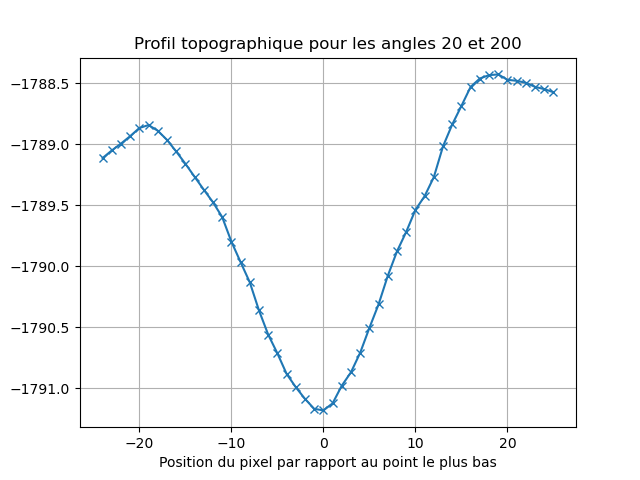 Profil topographique pour les angles 20 et 200
−1788.5
−1789.0
−1789.5
−1790.0
−1790.5
−1791.0
−20 −10 0 10 20
Position du pixel par rapport au point le plus bas